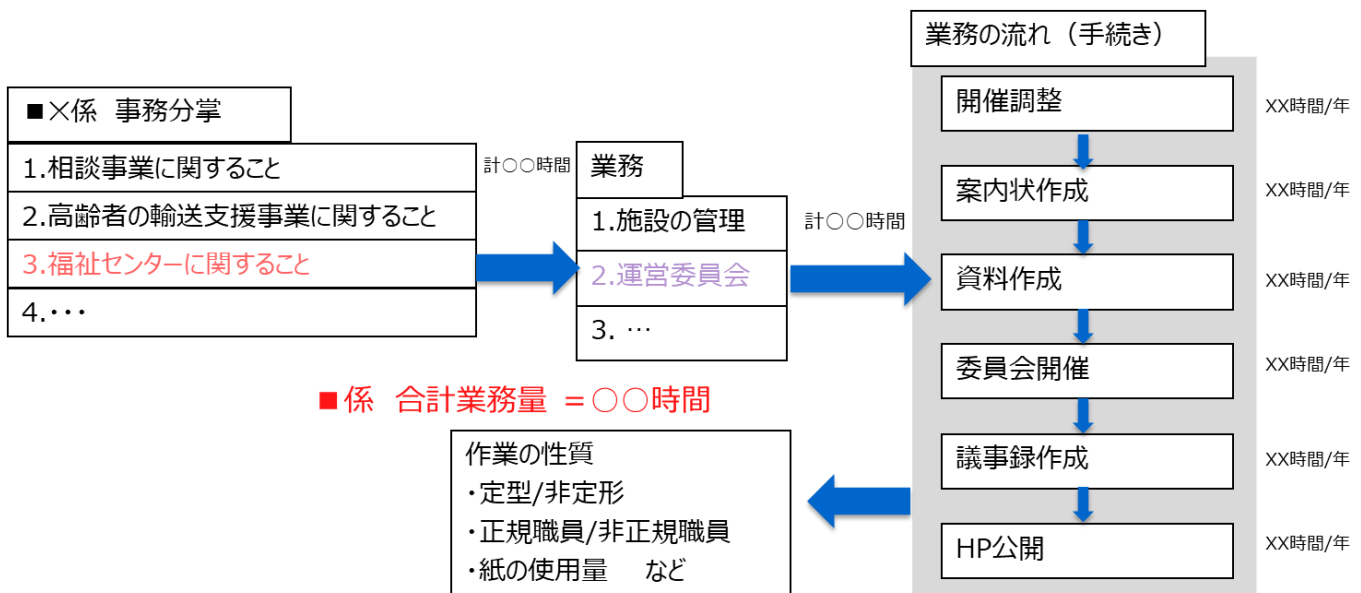 ■×係 事務分掌
1.相談事業に関すること
2.高齢者の輸送支援事業に関すること
3.福祉センターに関すること
4.･･･
計○○時間
業務
1.施設の管理
2.運営委員会
3. …
計○○時間
業務の流れ（手続き）
開催調整
XX時間/年
案内状作成
XX時間/年
資料作成
XX時間/年
委員会開催
XX時間/年
議事録作成
XX時間/年
HP公開
XX時間/年
■係 合計業務量 ＝○○時間
作業の性質
・定型/非定形
・正規職員/非正規職員
・紙の使用量 など